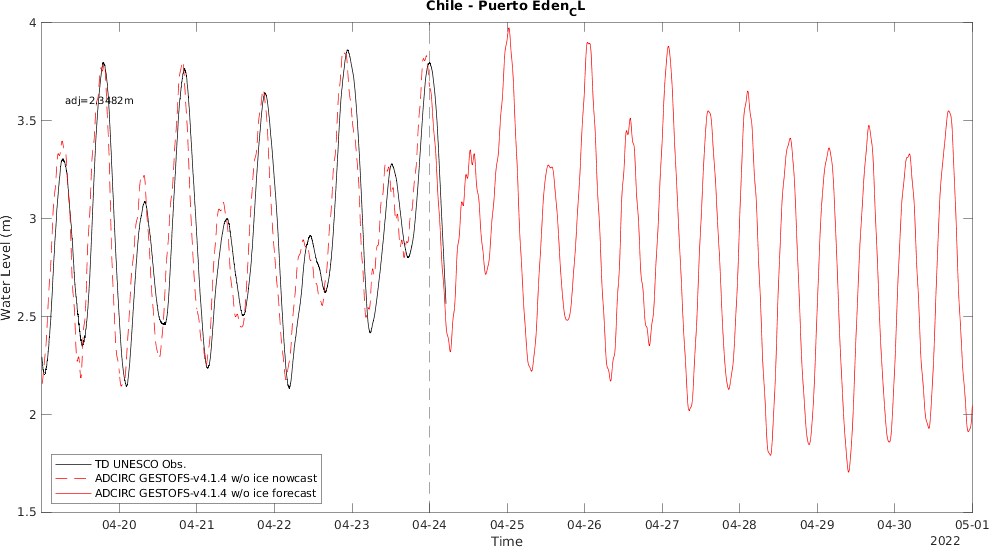 Chile - Puerto Eden_CL
4
3.5
3
2.5
2
1.5
Water Level (m)
adj=2.3482m
TD UNESCO Obs.
ADCIRC GESTOFS-v4.1.4 w/o ice nowcast
ADCIRC GESTOFS-v4.1.4 w/o ice forecast
04-20 04-21 04-22 04-23 04-24 04-25 04-26 04-27 04-28 04-29 04-30 05-01
Time
2022